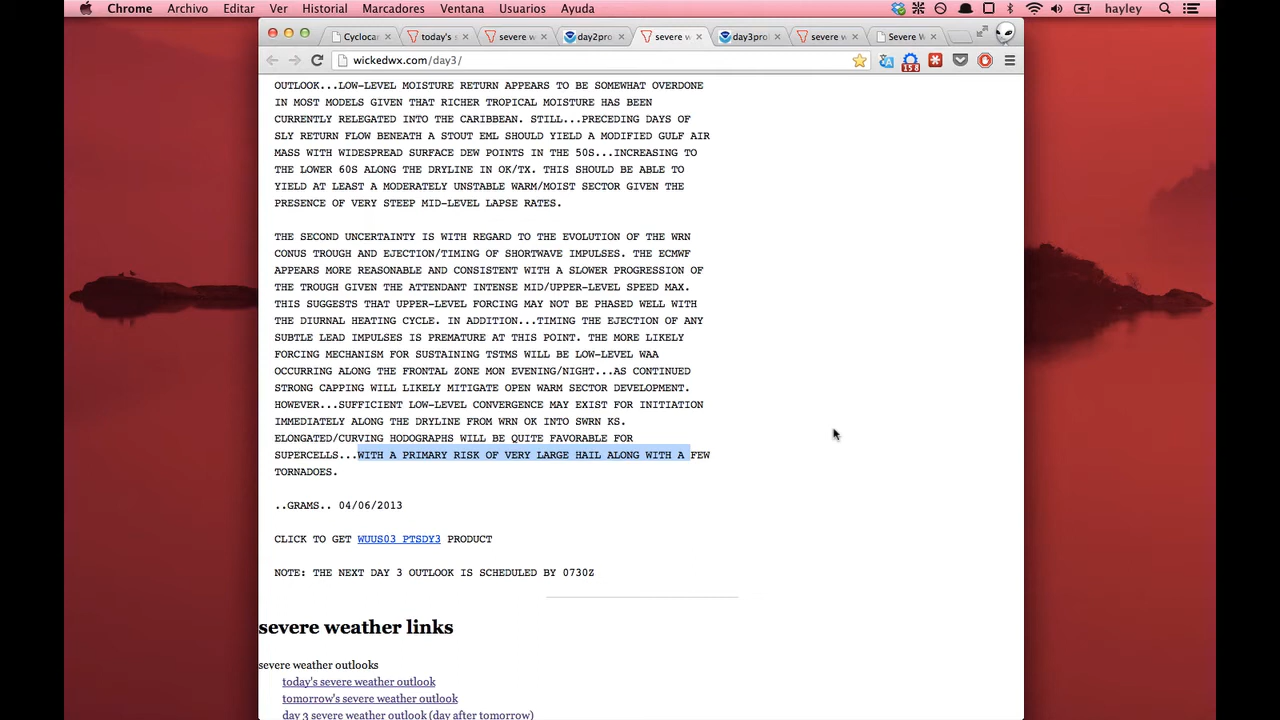 Chrome Archivo Editar Ver Historial Marcadores Ventana Usuarios Ayuda hayley
Cycloca today's severe w day2pro severe w day3pro severe w Severe W
wickedwx.com/day3/
158
OUTLOOK...LOW-LEVEL MOISTURE RETURN APPEARS TO BE SOMEWHAT OVERDONE
IN MOST MODELS GIVEN THAT RICHER TROPICAL MOISTURE HAS BEEN
CURRENTLY RELEGATED INTO THE CARIBBEAN. STILL...PRECEDING DAYS OF
SLY RETURN FLOW BENEATH A STOUT EML SHOULD YIELD A MODIFIED GULF AIR
MASS WITH WIDESPREAD SURFACE DEW POINTS IN THE 50S...INCREASING TO
THE LOWER 60S ALONG THE DRYLINE IN OK/TX. THIS SHOULD BE ABLE TO
YIELD AT LEAST A MODERATELY UNSTABLE WARM/MOIST SECTOR GIVEN THE
PRESENCE OF VERY STEEP MID-LEVEL LAPSE RATES.
THE SECOND UNCERTAINTY IS WITH REGARD TO THE EVOLUTION OF THE WRN
CONUS TROUGH AND EJECTION/TIMING OF SHORTWAVE IMPULSES. THE ECMWF
APPEARS MORE REASONABLE AND CONSISTENT WITH A SLOWER PROGRESSION OF
THE TROUGH GIVEN THE ATTENDANT INTENSE MID/UPPER-LEVEL SPEED MAX.
THIS SUGGESTS THAT UPPER-LEVEL FORCING MAY NOT BE PHASED WELL WITH
THE DIURNAL HEATING CYCLE. IN ADDITION...TIMING THE EJECTION OF ANY
SUBTLE LEAD IMPULSES IS PREMATURE AT THIS POINT. THE MORE LIKELY
FORCING MECHANISM FOR SUSTAINING TSTMS WILL BE LOW-LEVEL WAA
OCCURRING ALONG THE FRONTAL ZONE MON EVENING/NIGHT...AS CONTINUED
STRONG CAPPING WILL LIKELY MITIGATE OPEN WARM SECTOR DEVELOPMENT.
HOWEVER...SUFFICIENT LOW-LEVEL CONVERGENCE MAY EXIST FOR INITIATION
IMMEDIATELY ALONG THE DRYLINE FROM WRN OK INTO SWRN KS.
ELONGATED/CURVING HODOGRAPHS WILL BE QUITE FAVORABLE FOR
SUPERCELLS...WITH A PRIMARY RISK OF VERY LARGE HAIL ALONG WITH A FEW
TORNADOES.
..GRAMS.. 04/06/2013
CLICK TO GET WUUS03 PTSDY3 PRODUCT
NOTE: THE NEXT DAY 3 OUTLOOK IS SCHEDULED BY 0730Z
severe weather links
severe weather outlooks
today's severe weather outlook
tomorrow's severe weather outlook
day 3 severe weather outlook (day after tomorrow)